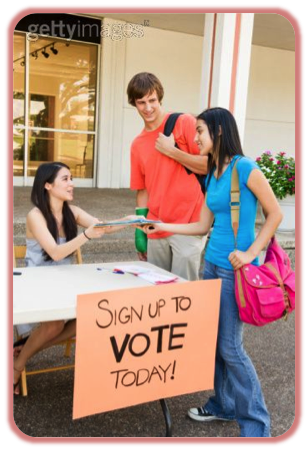 gettyimages®
SIGN UP TO
VOTE
TODAY!